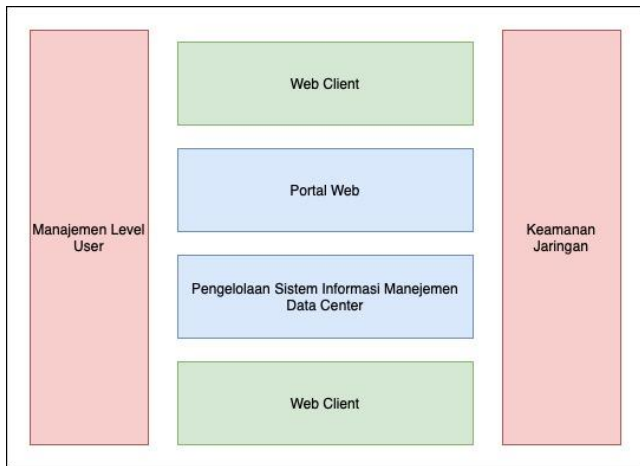 Web Client
Portal Web
Manajemen Level
User
Keamanan
Jaringan
Pengelolaan Sistem Informasi Manejemen
Data Center
Web Client